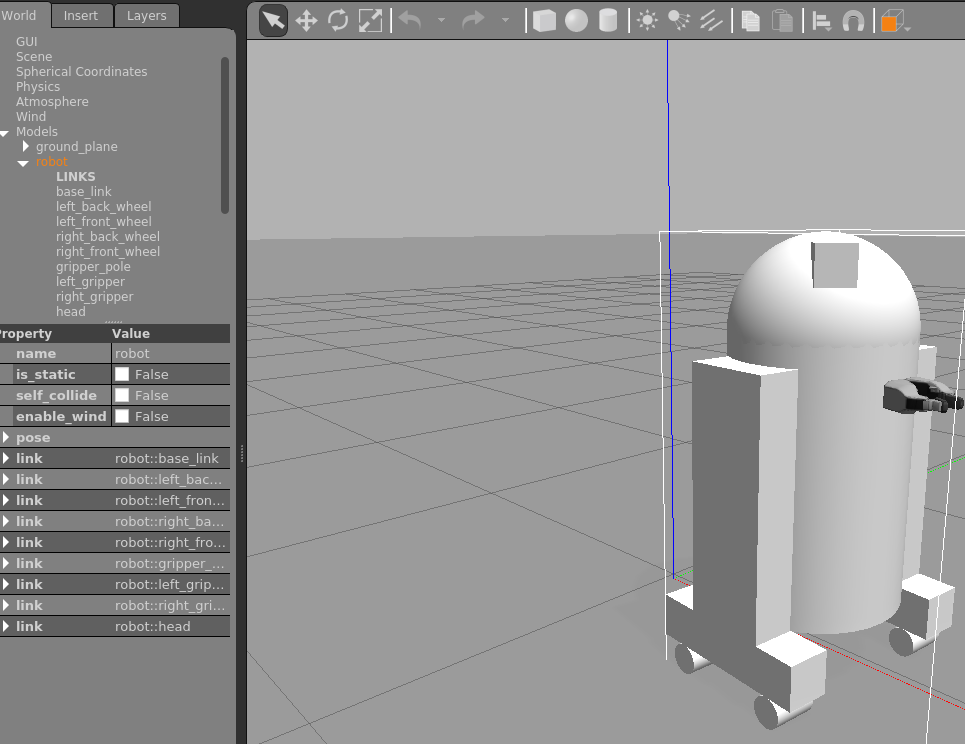 World Insert Layers
GUI
Scene
Spherical Coordinates
Physics
Atmosphere
Wind
Models
ground_plane
robot
LINKS
base_link
left_back_wheel
left_front_wheel
right_back_wheel
right_front_wheel
gripper_pole
left_gripper
right_gripper
head
Property Value
name robot
is_static False
self_collide False
enable_wind False
pose
link robot::base_link
link robot::left_bac...
link robot::left_fron...
link robot::right_ba...
link robot::right_fro...
link robot::gripper_...
link robot::left_grip...
link robot::right_gri...
link robot::head